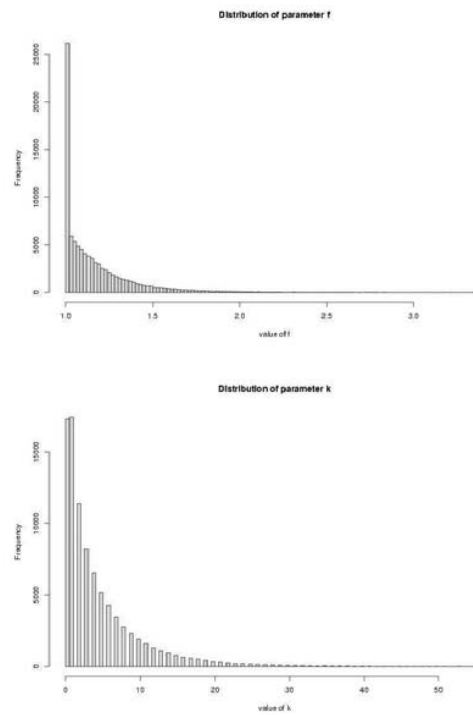 Distribution of parameter f
Frequency
25000
20000
15000
10000
5000
0
1.0 1.5 2.0 2.5 3.0
value of f
Distribution of parameter k
Frequency
15000
10000
5000
0
0 10 20 30 40 50
value of k